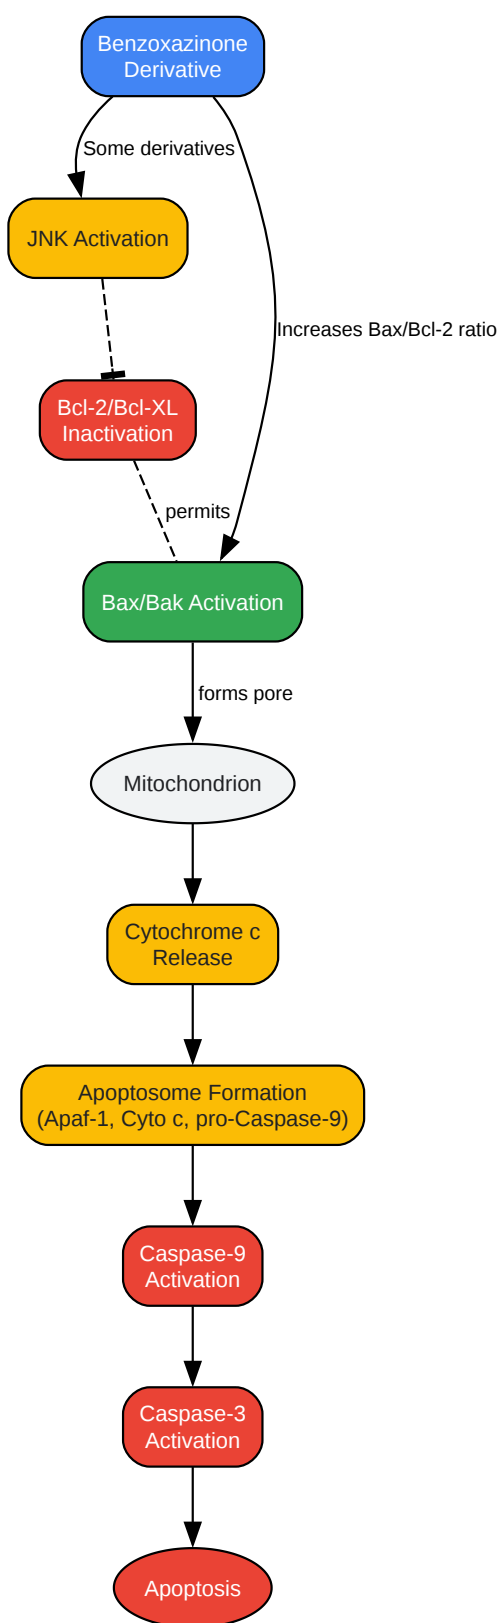 Benzoxazinone
Derivative
Some derivatives
JNK Activation
Increases Bax/Bcl-2 ratio
Bcl-2/Bcl-XL
Inactivation
permits
Bax/Bak Activation
forms pore
Mitochondrion
Cytochrome c
Release
Apoptosome Formation
(Apaf-1, Cyto c, pro-Caspase-9)
Caspase-9
Activation
Caspase-3
Activation
Apoptosis